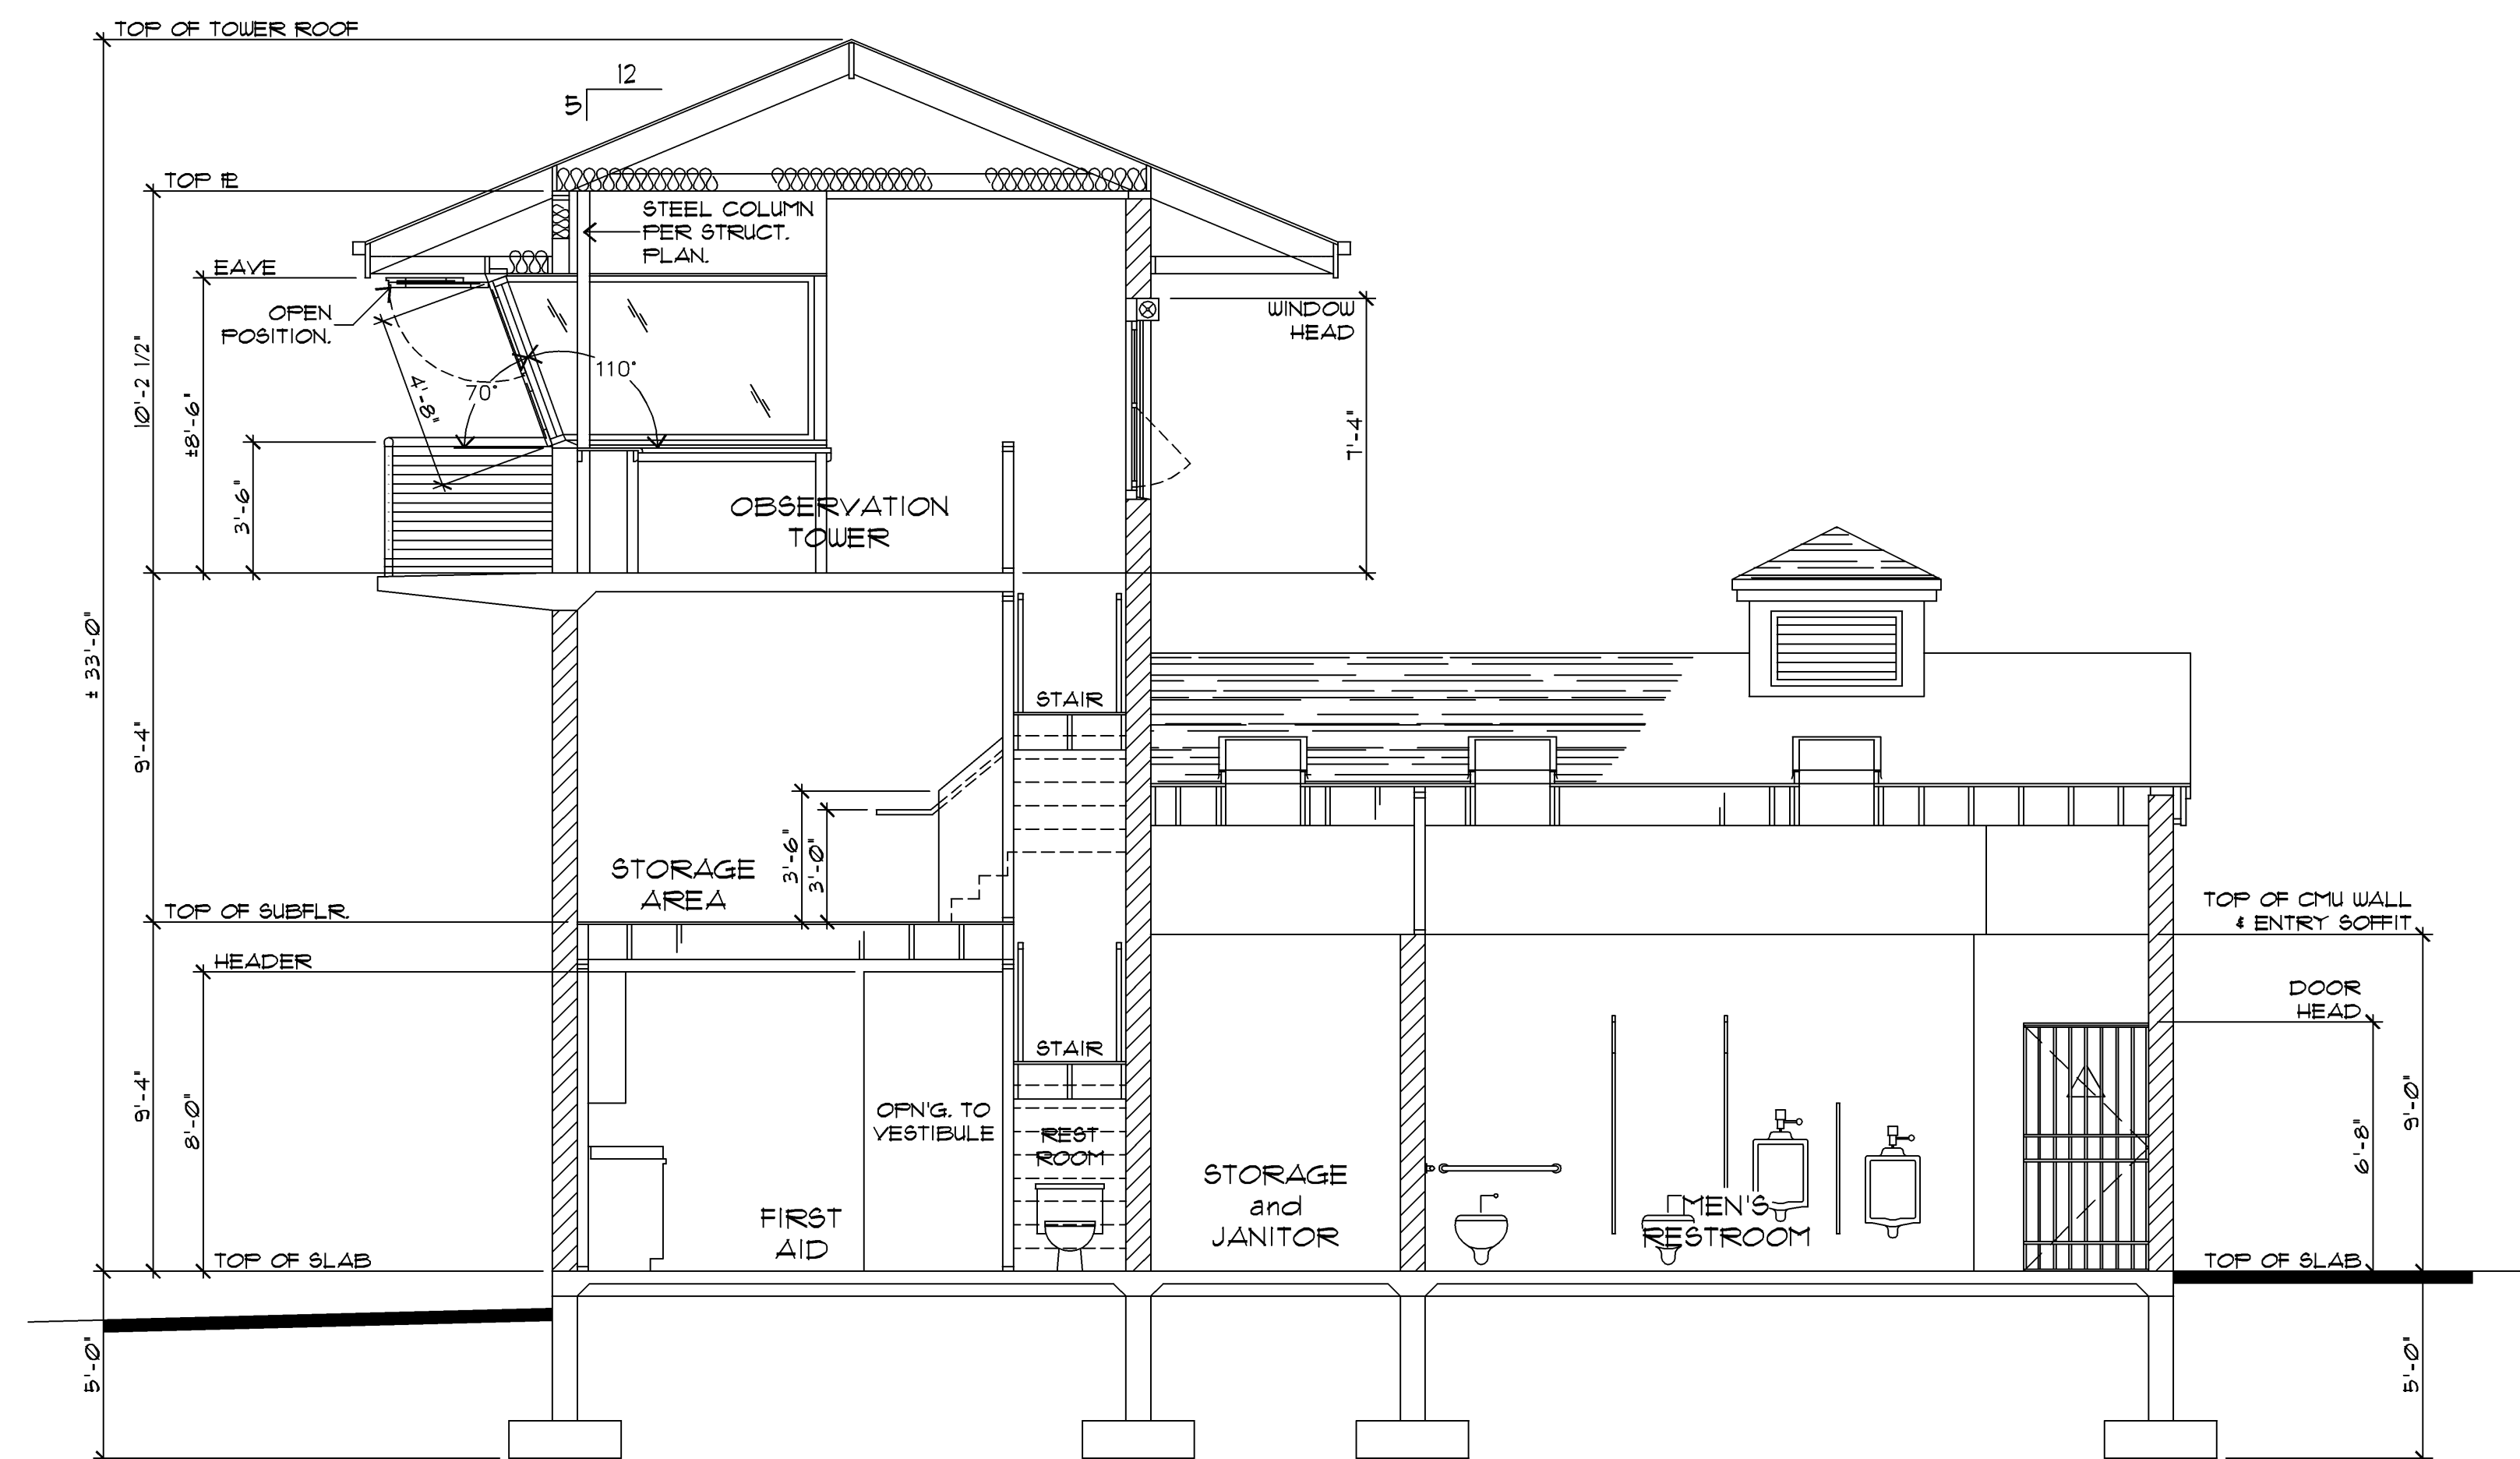 TOP OF TOWER ROOF
12
5
TOP PL
STEEL COLUMN
PER STRUCT.
PLAN.
EAVE
OPEN
POSITION.
WINDOW
HEAD
10'-2 1/2"
±8'-6"
3'-6"
4'-8"
70°
110°
7'-4"
OBSERVATION
TOWER
± 33'-0"
9'-4"
STAIR
3'-6"
3'-0"
STORAGE
AREA
TOP OF SUBFLR.
TOP OF CMU WALL
& ENTRY SOFFIT
HEADER
DOOR
HEAD
STAIR
9'-4"
8'-0"
OPN'G. TO
VESTIBULE
REST
ROOM
6'-8"
9'-0"
STORAGE
and
JANITOR
MEN'S
RESTROOM
FIRST
AID
TOP OF SLAB
TOP OF SLAB
5'-0"
5'-0"